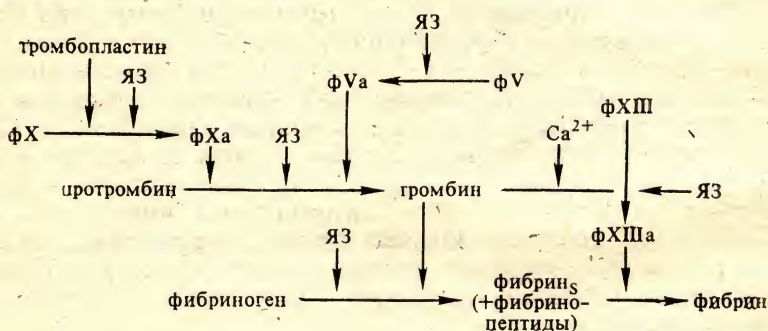 ЯЗ
тромбопластин
ЯЗ
фVa
фV
фXIII
фX
фXa
ЯЗ
Ca²⁺
протромбин
тромбин
ЯЗ
фXIIIa
ЯЗ
фибриноген
фибринₛ
(+фибрино-
пептиды)
фибрин